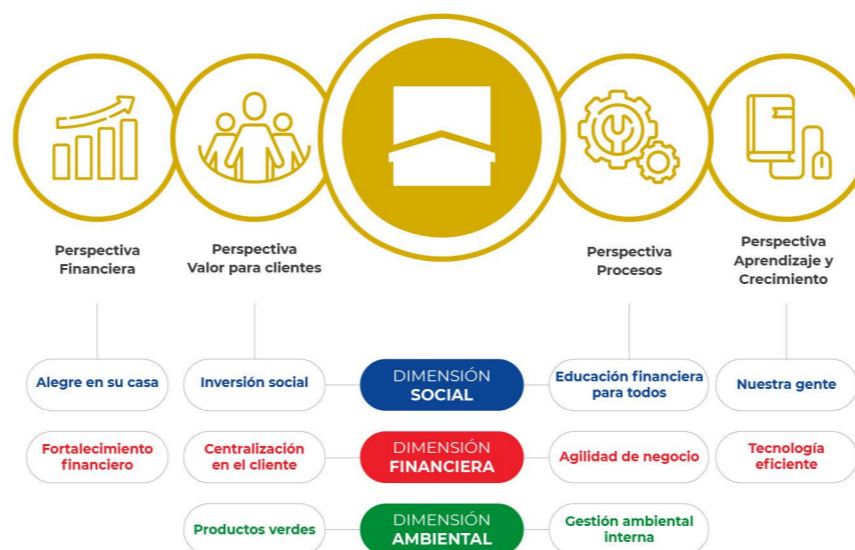 Perspectiva
Financiera
Perspectiva
Valor para clientes
Perspectiva
Procesos
Perspectiva
Aprendizaje y
Crecimiento
Alegre en su casa
Inversión social
DIMENSIÓN
SOCIAL
Educación financiera
para todos
Nuestra gente
Fortalecimiento
financiero
Centralización
en el cliente
DIMENSIÓN
FINANCIERA
Agilidad de negocio
Tecnología
eficiente
Productos verdes
DIMENSIÓN
AMBIENTAL
Gestión ambiental
interna